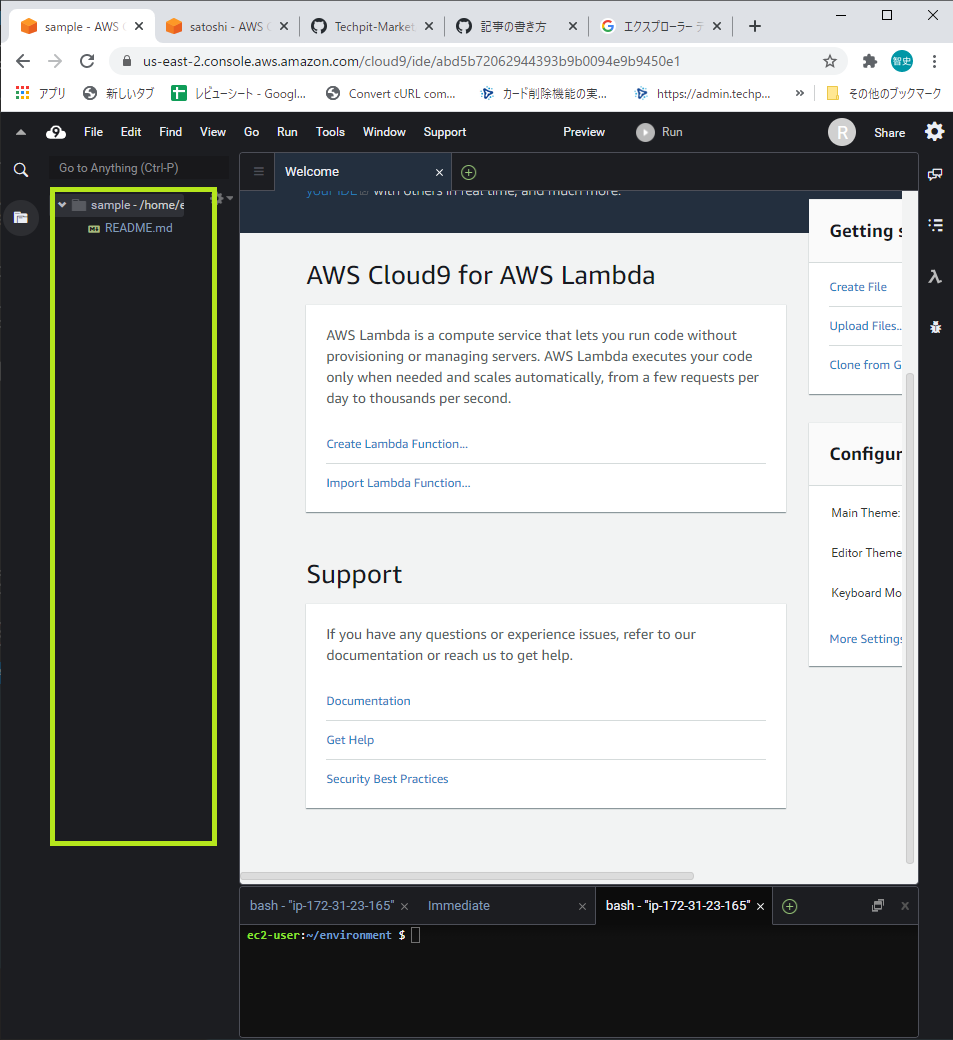 sample - AWS
satoshi - AWS
Techpit-Market
記事の書き方
エクスプローラー
us-east-2.console.aws.amazon.com/cloud9/ide/abd5b72062944393b9b0094e9b9450e1
智史
アプリ
新しいタブ
レビューシート - Googl...
Convert cURL com...
カード削除機能の実...
https://admin.techp...
その他のブックマーク
9 File Edit Find View Go Run Tools Window Support Preview Run R Share
Go to Anything (Ctrl-P)
sample - /home/e
README.md
Welcome
your IDE with others in real time, and much more.
AWS Cloud9 for AWS Lambda
AWS Lambda is a compute service that lets you run code without
provisioning or managing servers. AWS Lambda executes your code
only when needed and scales automatically, from a few requests per
day to thousands per second.
Create Lambda Function...
Import Lambda Function...
Support
If you have any questions or experience issues, refer to our
documentation or reach us to get help.
Documentation
Get Help
Security Best Practices
Getting s
Create File
Upload Files..
Clone from G
Configur
Main Theme:
Editor Theme
Keyboard Mo
More Settings
bash - "ip-172-31-23-165"
Immediate
bash - "ip-172-31-23-165"
ec2-user:~/environment $